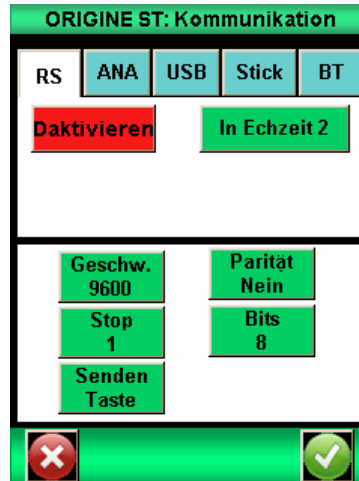 ORIGINE ST: Kommunikation
RS ANA USB Stick BT
Daktivieren In Echzeit 2
Geschw. Parität
9600 Nein
Stop Bits
1 8
Senden
Taste